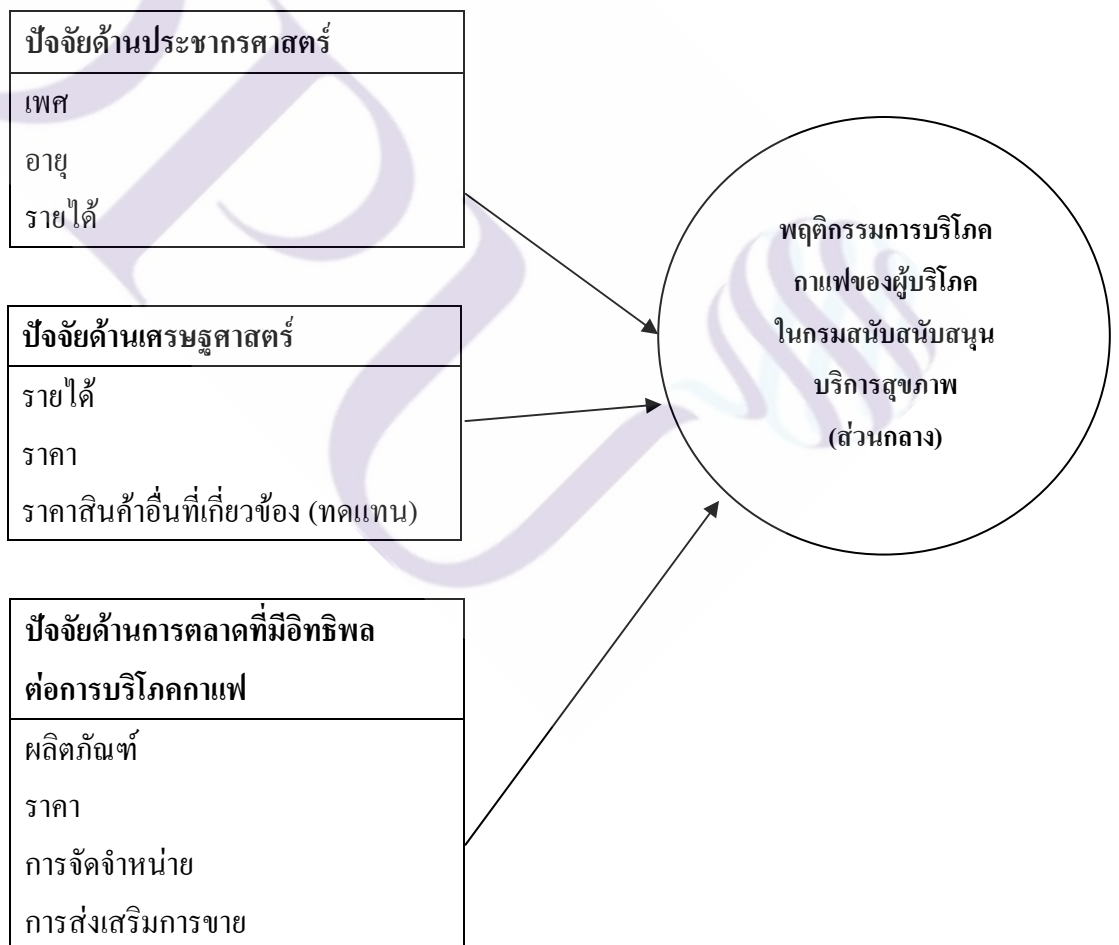 ปัจจัยด้านประชากรศาสตร์
เพศ
อายุ
รายได้
ปัจจัยด้านเศรษฐศาสตร์
รายได้
ราคา
ราคาสินค้าอื่นที่เกี่ยวข้อง (ทดแทน)
ปัจจัยด้านการตลาดที่มีอิทธิพล
ต่อการบริโภคกาแฟ
ผลิตภัณฑ์
ราคา
การจัดจำหน่าย
การส่งเสริมการขาย
พฤติกรรมการบริโภค
กาแฟของผู้บริโภค
ในกรมสนับสนับสนุน
บริการสุขภาพ
(ส่วนกลาง)
DPU